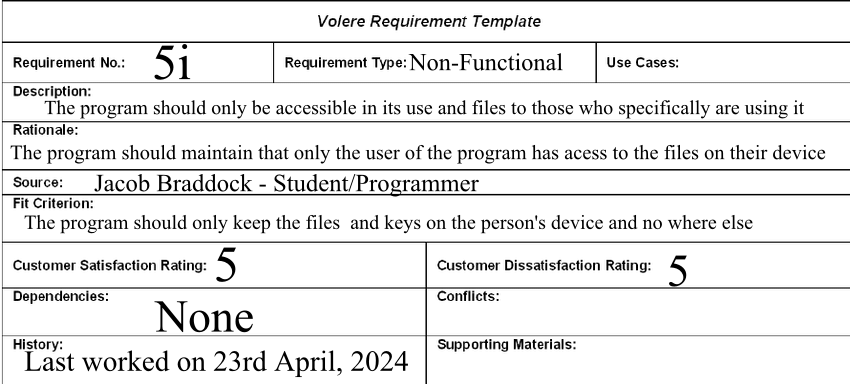 Volere Requirement Template
Requirement No.: 5i Requirement Type: Non-Functional Use Cases:
Description:
The program should only be accessible in its use and files to those who specifically are using it
Rationale:
The program should maintain that only the user of the program has acess to the files on their device
Source: Jacob Braddock - Student/Programmer
Fit Criterion:
The program should only keep the files and keys on the person's device and no where else
Customer Satisfaction Rating: 5 Customer Dissatisfaction Rating: 5
Dependencies: None Conflicts:
History: Last worked on 23rd April, 2024 Supporting Materials: